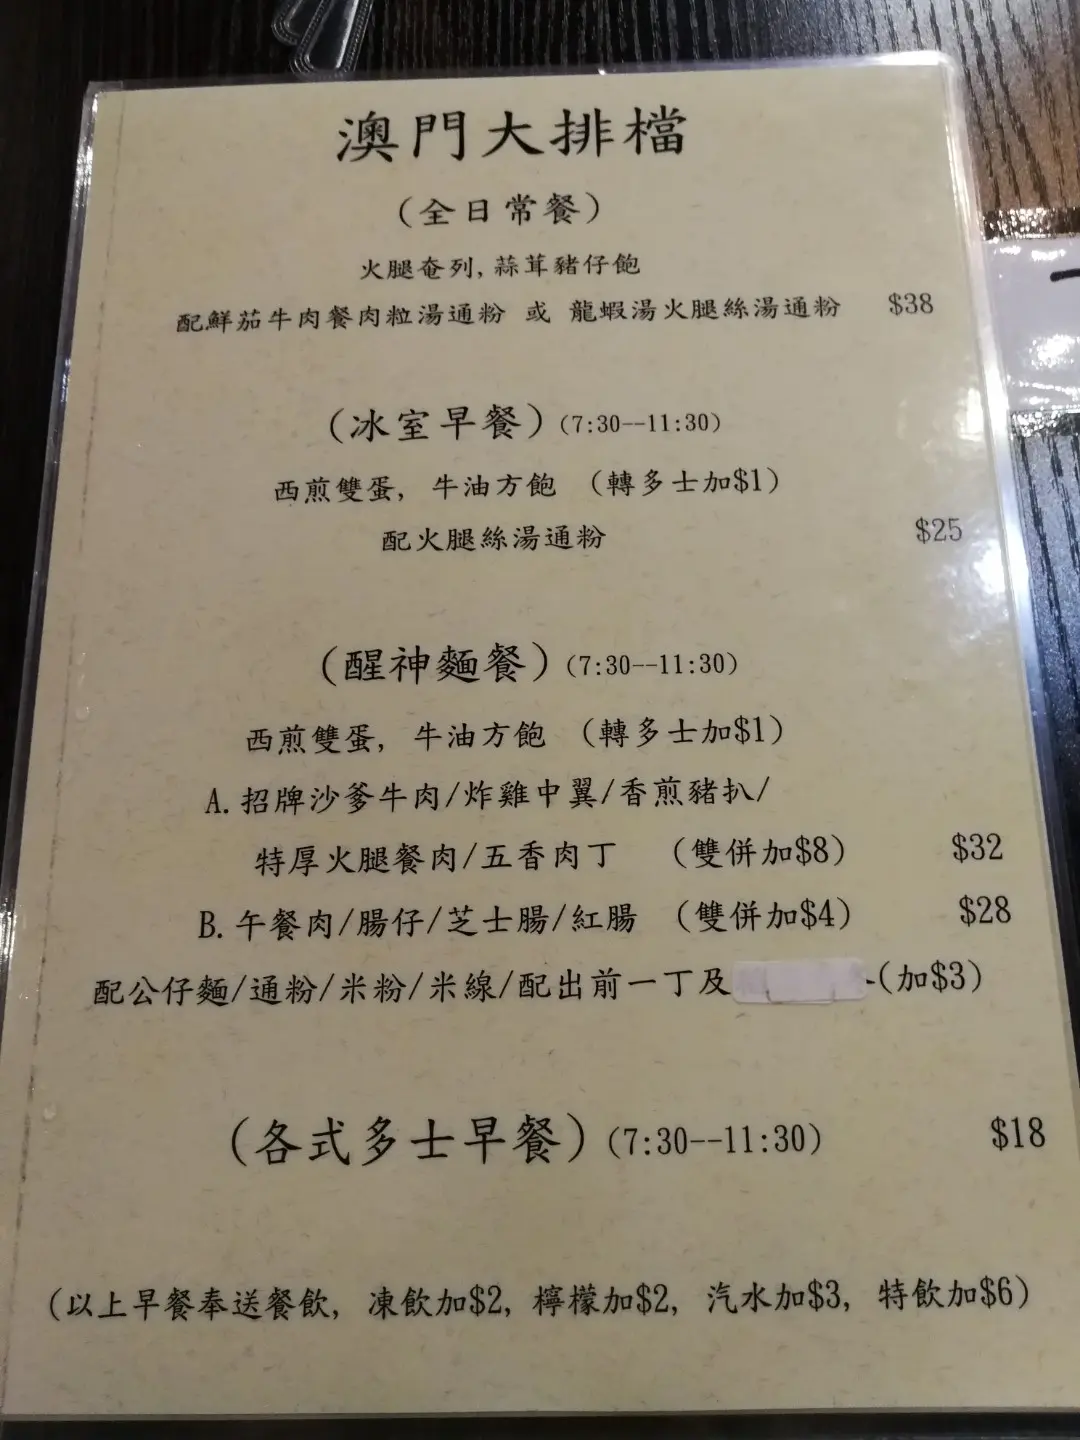 澳門大排檔
(全日常餐)
火腿奄列,蒜茸豬仔飽
配鮮茄牛肉餐肉粒湯通粉 或 龍蝦湯火腿絲湯通粉 $38
(冰室早餐)(7:30--11:30)
西煎雙蛋, 牛油方飽 (轉多士加$1)
配火腿絲湯通粉 $25
(醒神麵餐)(7:30--11:30)
西煎雙蛋, 牛油方飽 (轉多士加$1)
A.招牌沙爹牛肉/炸雞中翼/香煎豬扒/
特厚火腿餐肉/五香肉丁 (雙併加$8) $32
B.午餐肉/腸仔/芝士腸/紅腸 (雙併加$4) $28
配公仔麵/通粉/米粉/米線/配出前一丁及 (加$3)
(各式多士早餐)(7:30--11:30) $18
(以上早餐奉送餐飲, 凍飲加$2, 檸檬加$2, 汽水加$3, 特飲加$6)